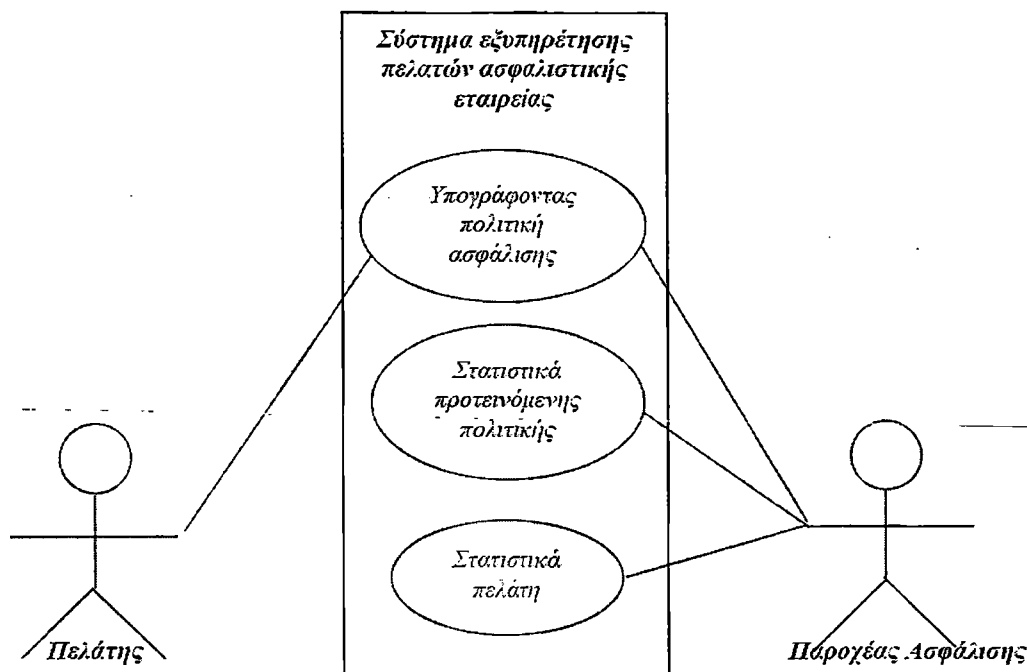 Σύστημα εξυπηρέτησης
πελατών ασφαλιστικής
εταιρείας
Υπογράφοντας
πολιτική
ασφάλισης
Στατιστικά
προτεινόμενης
πολιτικής
Στατιστικά
πελάτη
Πελάτης
Παροχέας Ασφάλισης